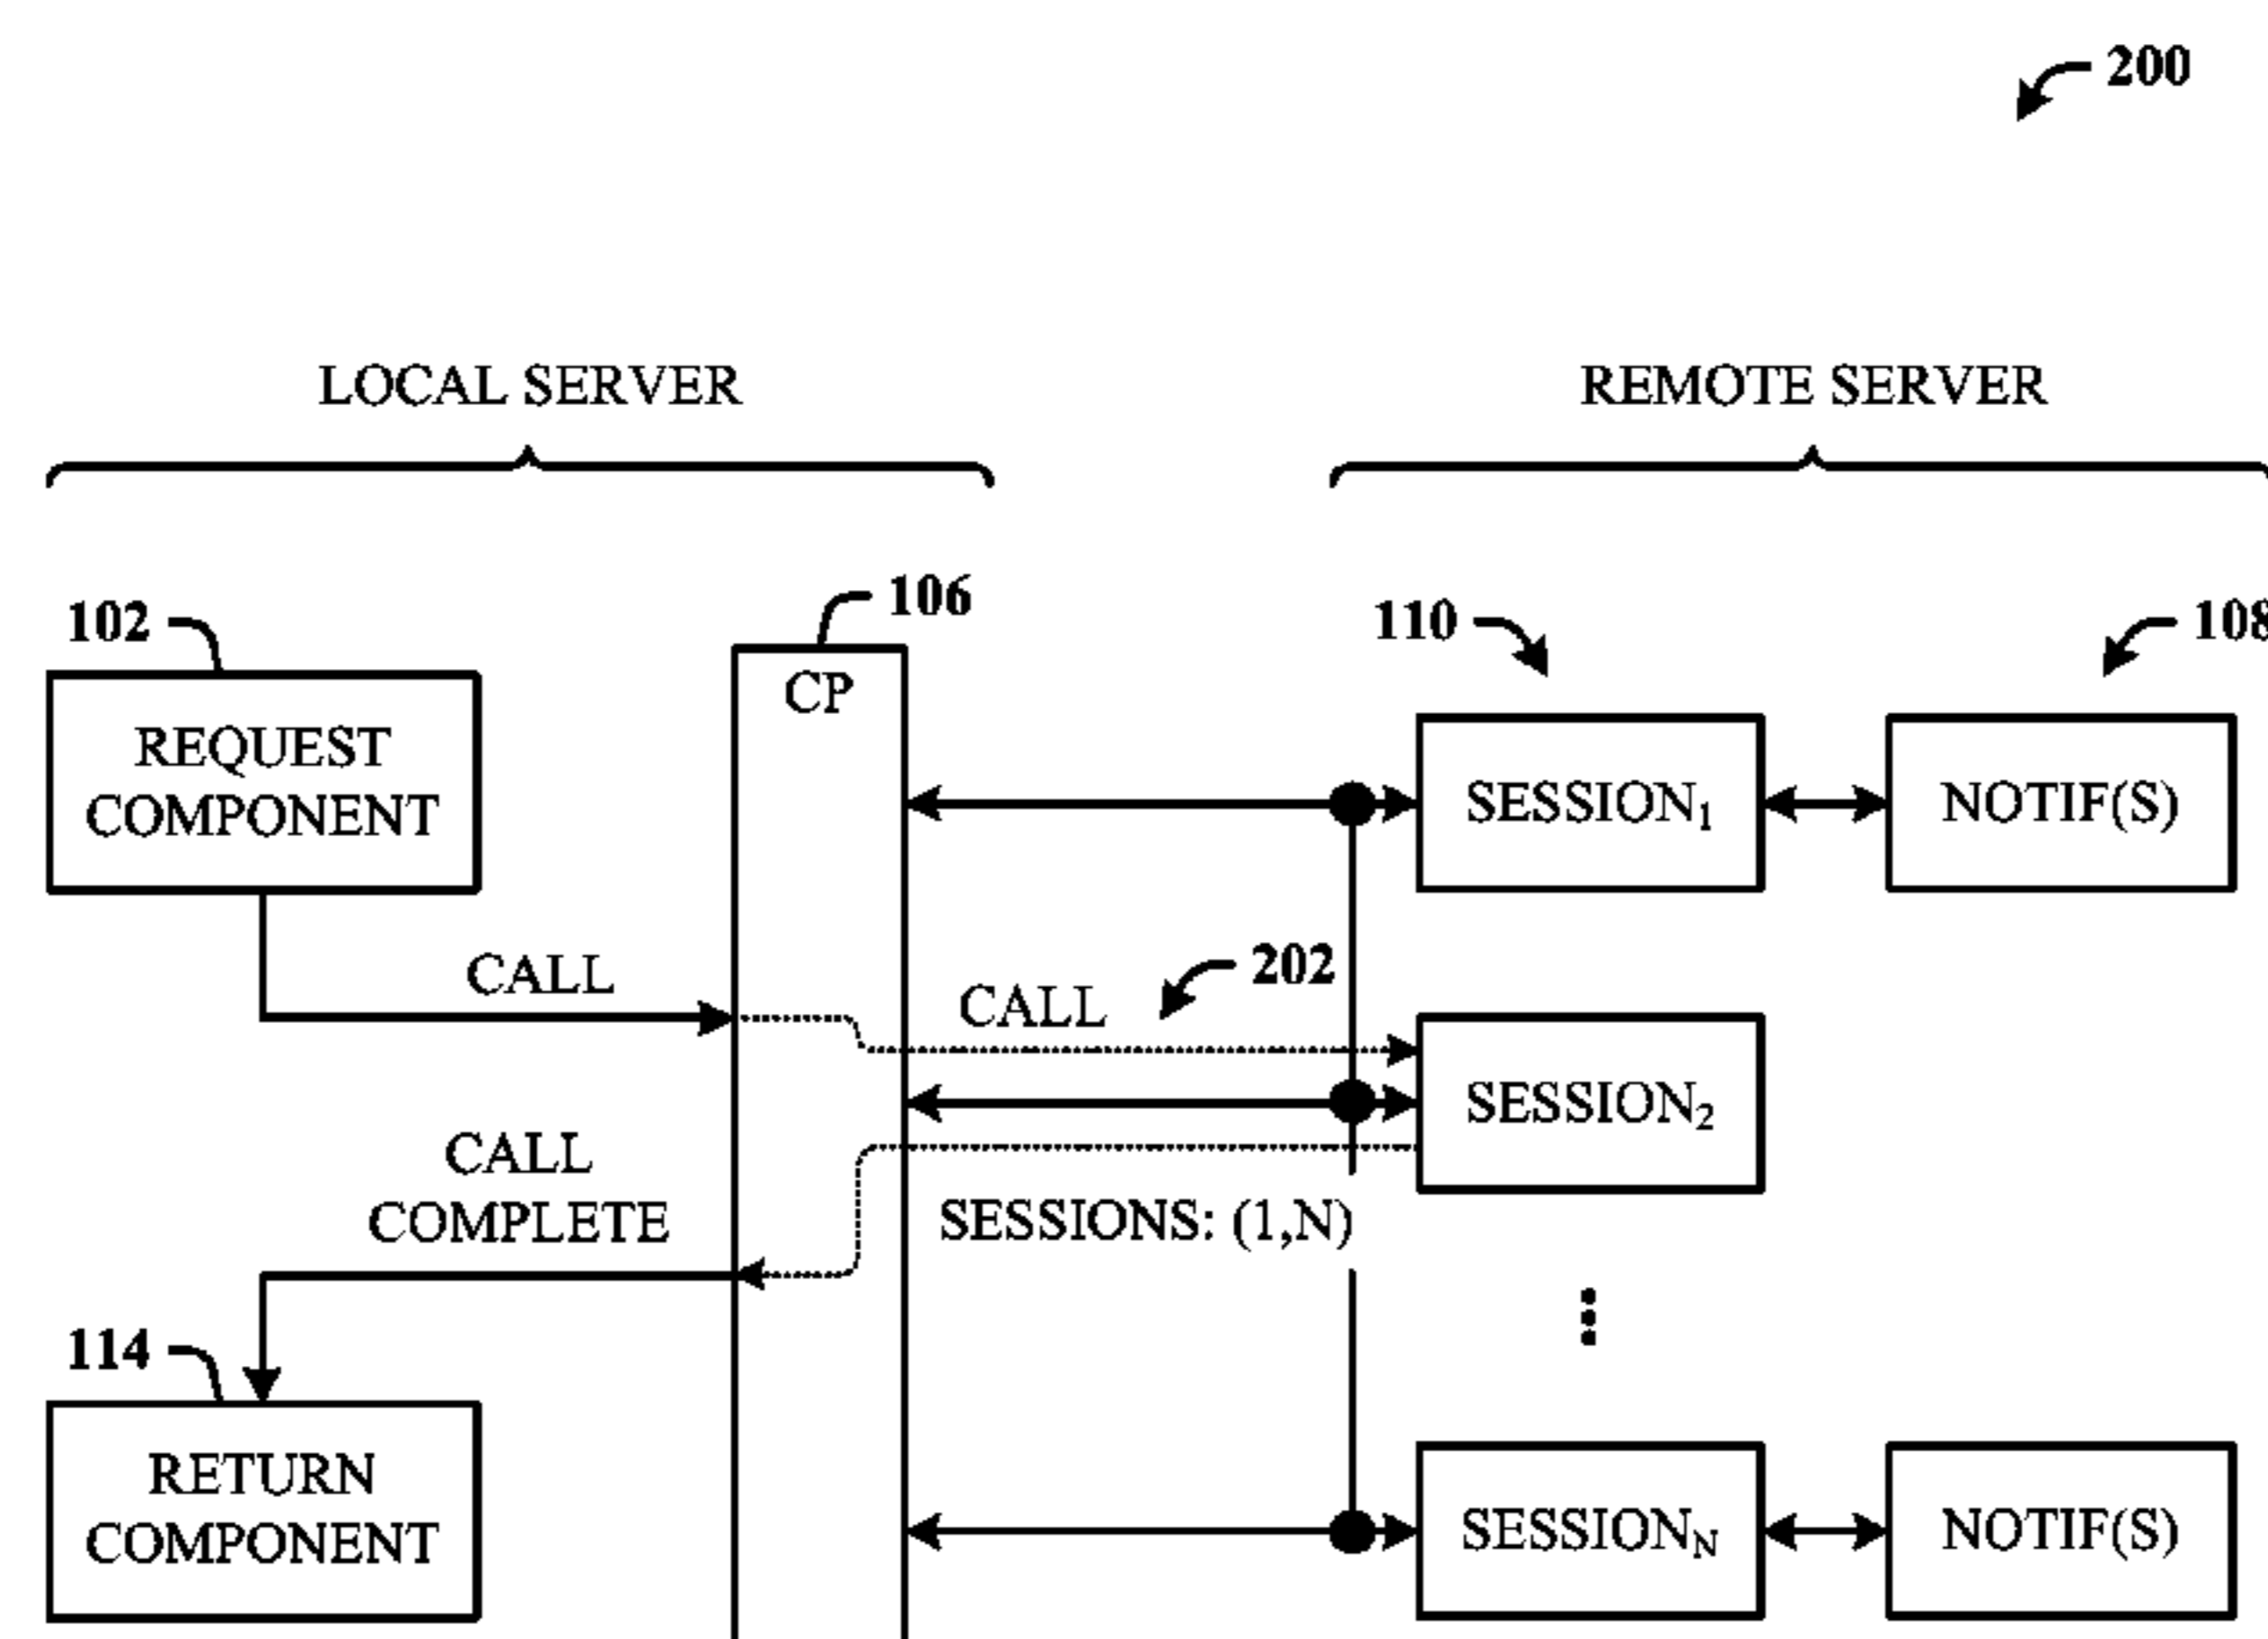 200
LOCAL SERVER
REMOTE SERVER
102
106
110
108
REQUEST
COMPONENT
CP
SESSION₁
NOTIF(S)
CALL
CALL
202
SESSION₂
CALL
COMPLETE
SESSIONS: (1,N)
114
RETURN
COMPONENT
SESSION_N
NOTIF(S)